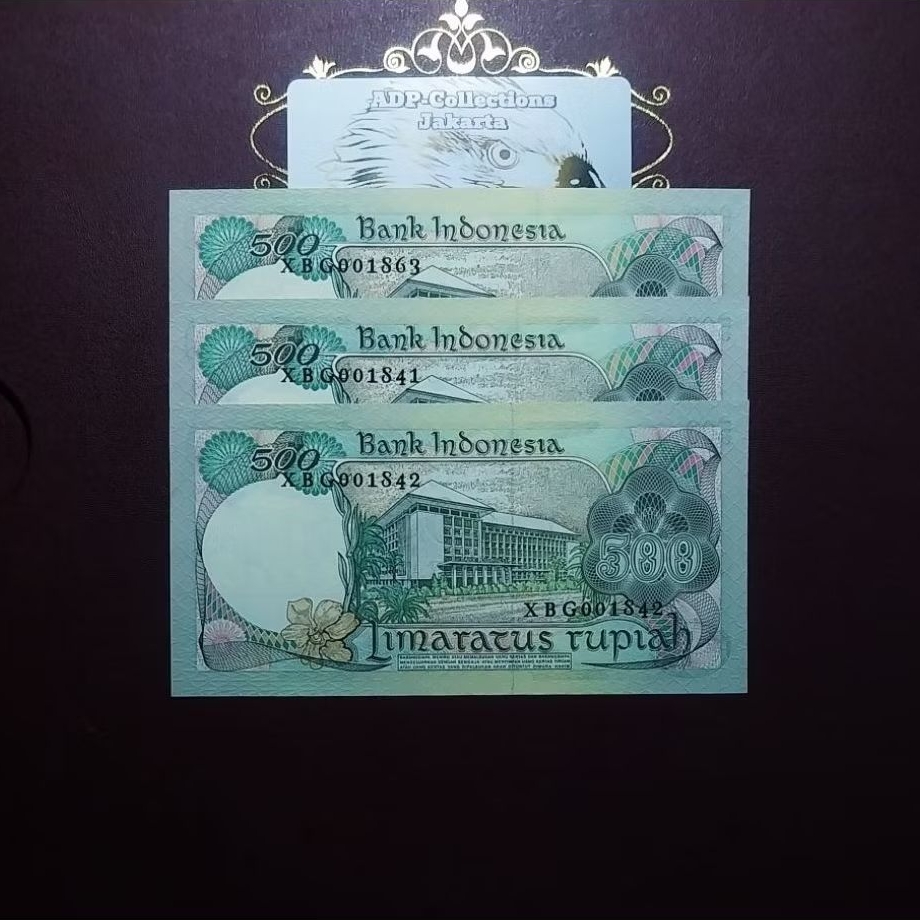 ADP-Collections
Jakarta
Bank Indonesia
500
XBG001863
Bank Indonesia
500
XBG001841
Bank Indonesia
500
XBG001842
500
XBG001842
Limaratus rupiah